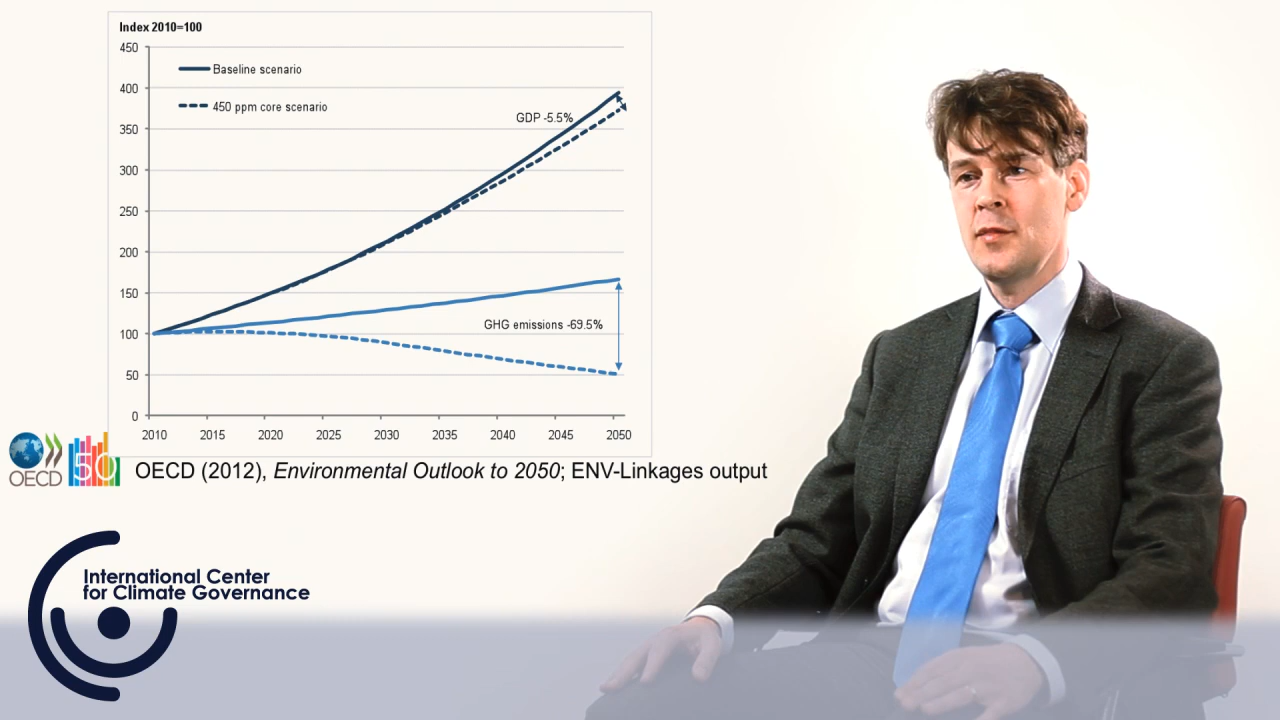 Index 2010=100
450
400
350
300
250
200
150
100
50
0
Baseline scenario
450 ppm core scenario
GDP -5.5%
GHG emissions -69.5%
2010 2015 2020 2025 2030 2035 2040 2045 2050
OECD 50
OECD (2012), Environmental Outlook to 2050; ENV-Linkages output
International Center
for Climate Governance